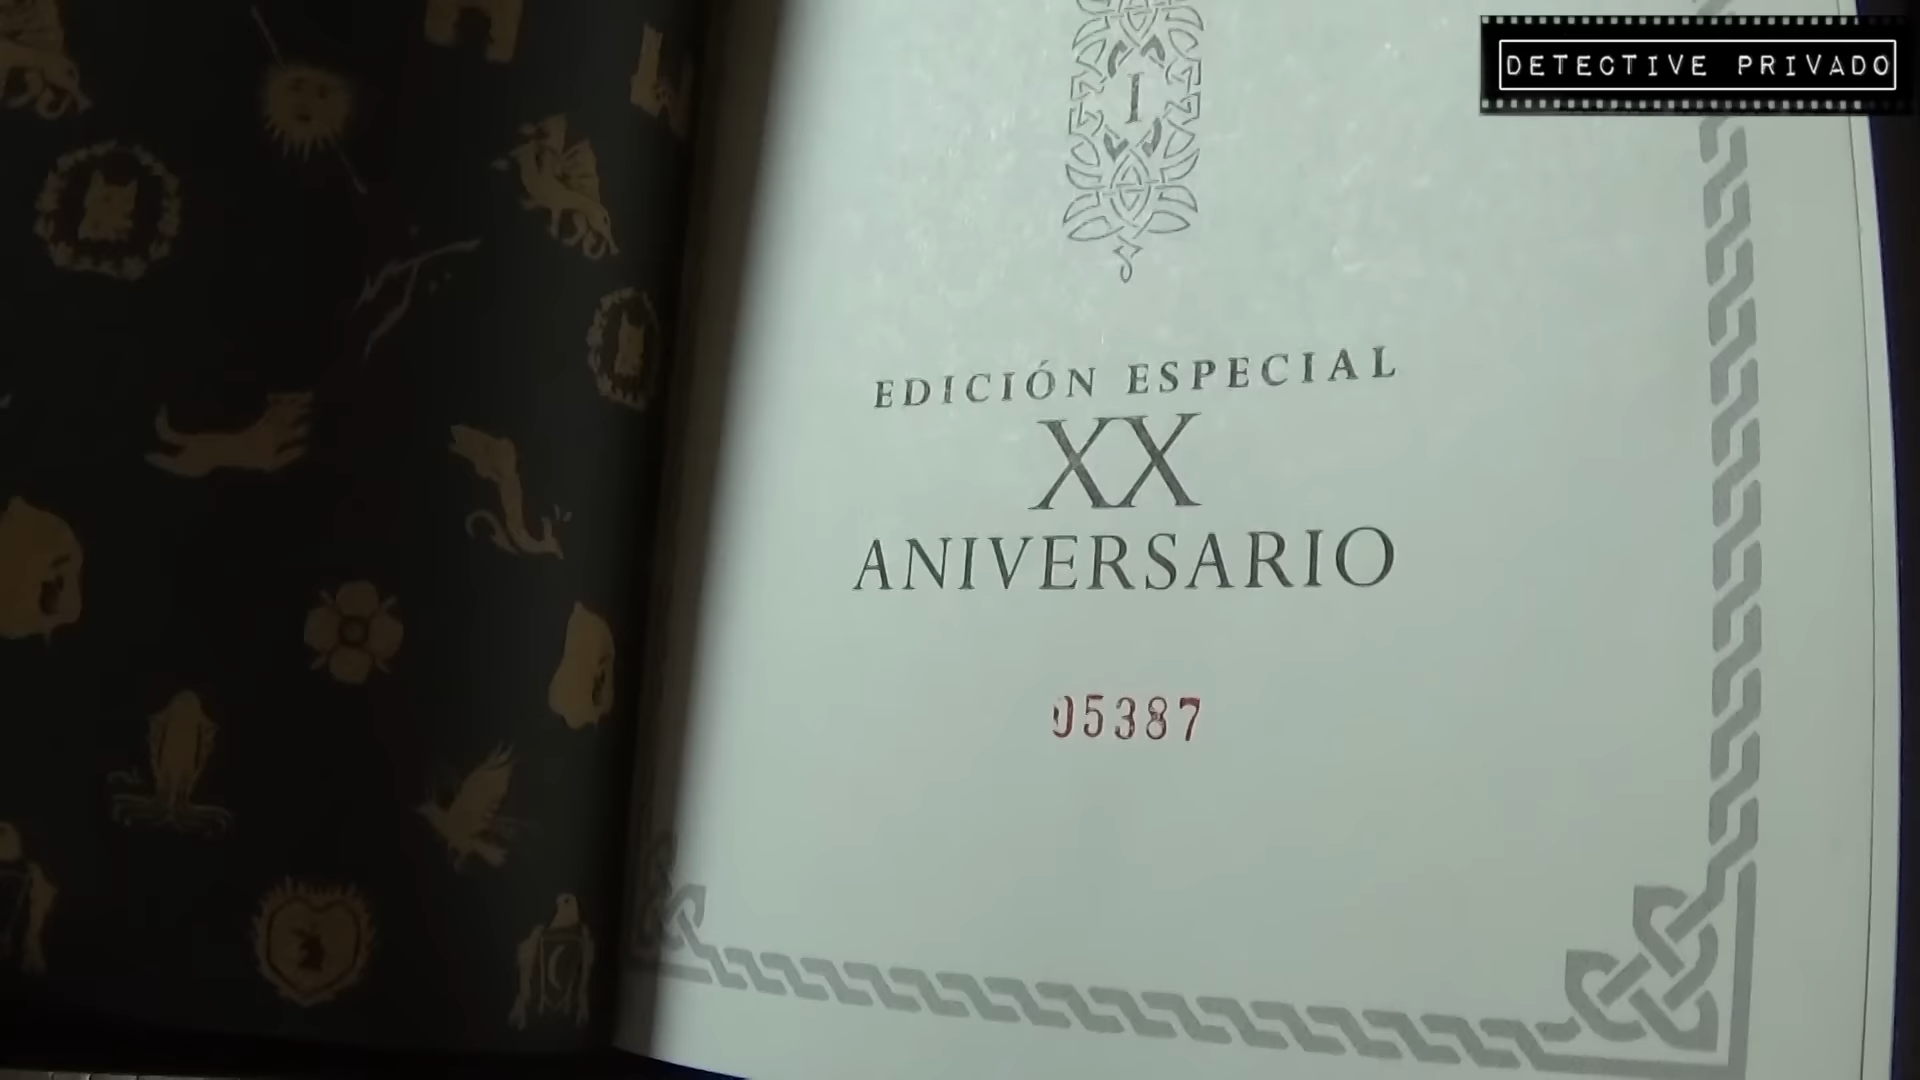 DETECTIVE PRIVADO
I
EDICIÓN ESPECIAL
XX
ANIVERSARIO
05387